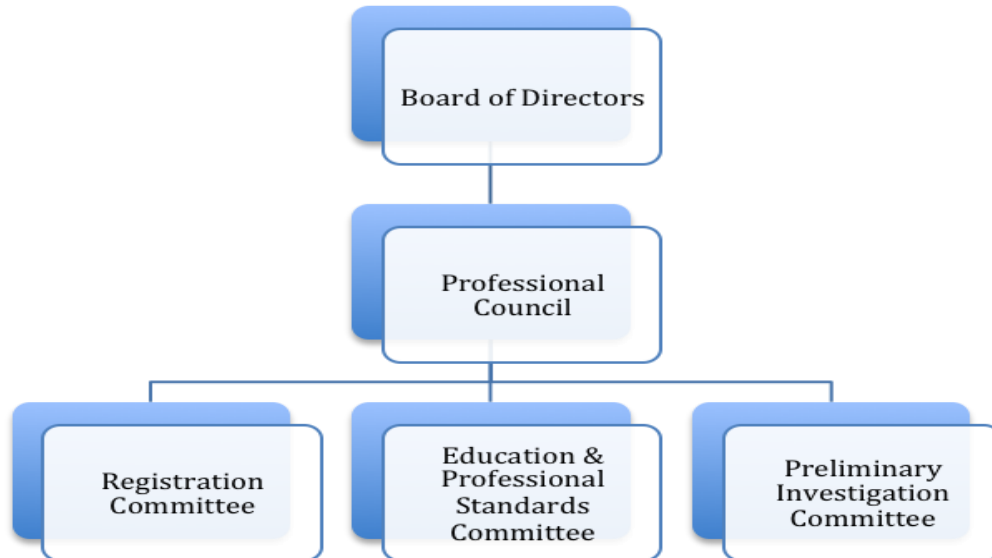 Board of Directors
Professional
Council
Registration
Committee
Education &
Professional
Standards
Committee
Preliminary
Investigation
Committee